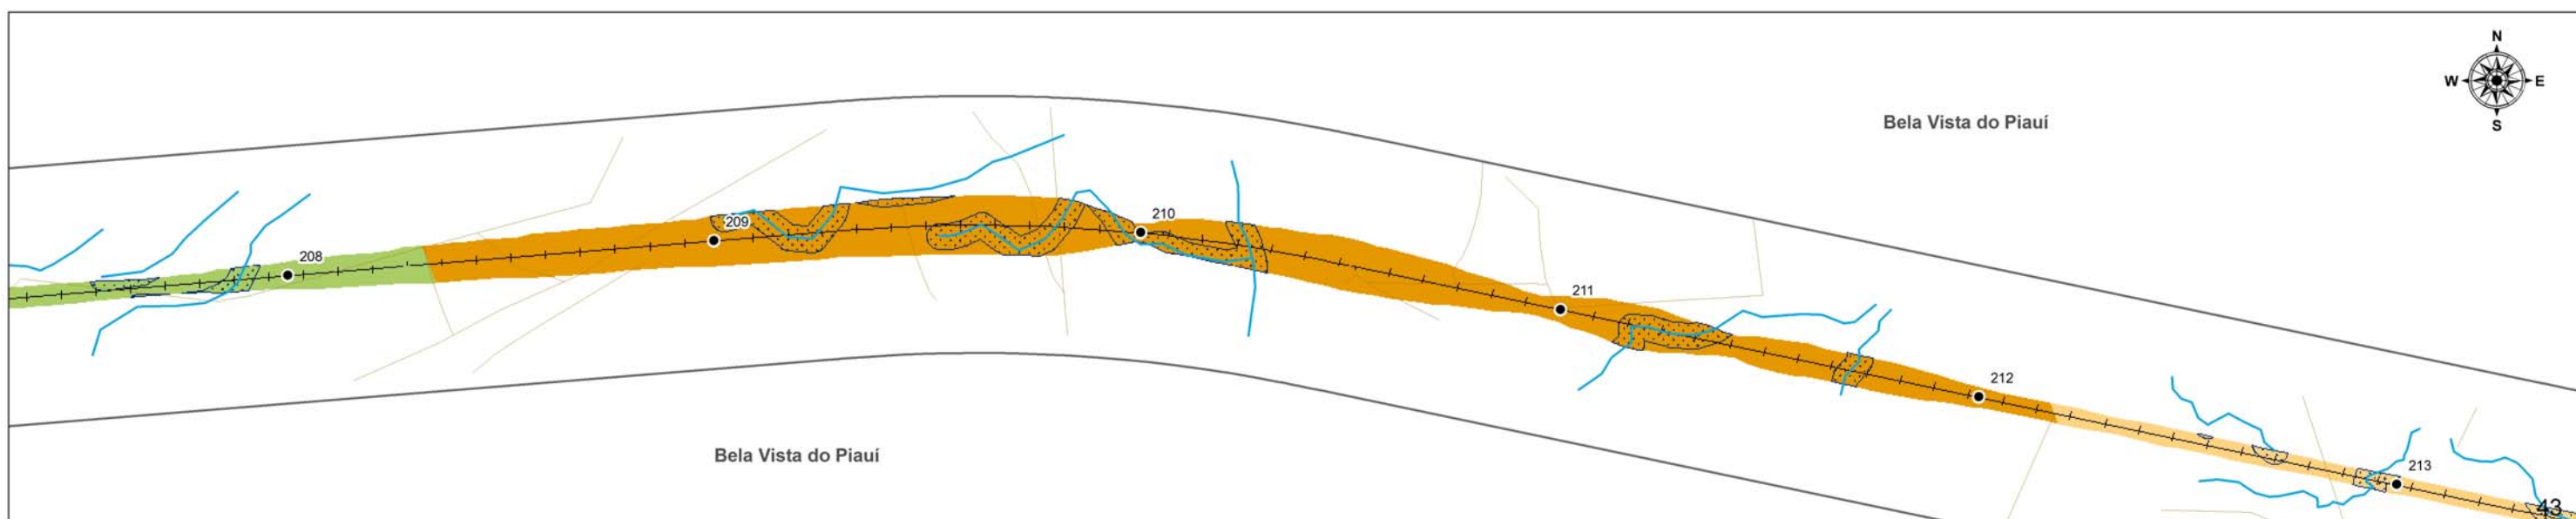 N
W E
S
Bela Vista do Piauí
210
209
208
211
212
Bela Vista do Piauí
213
43